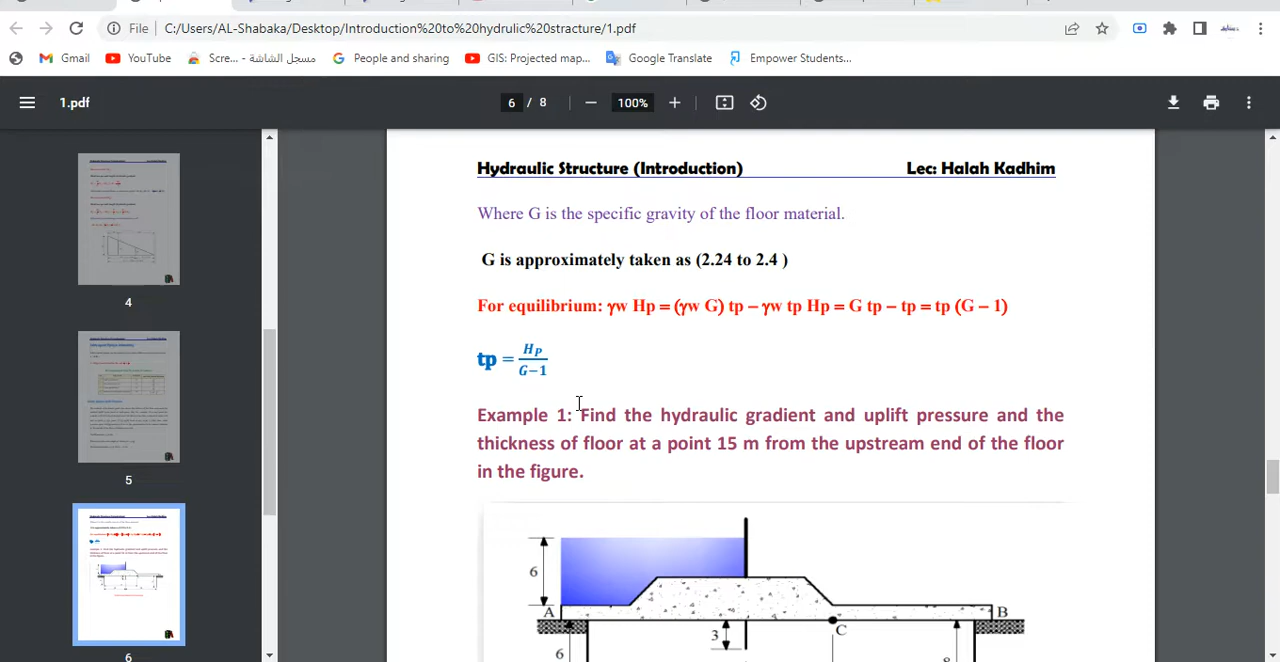 File C:/Users/AL-Shabaka/Desktop/Introduction%20to%20hydrulic%20stracture/1.pdf
Gmail YouTube Scre... - مسجل الشاشة People and sharing GIS: Projected map... Google Translate Empower Students...
1.pdf 6 / 8 100%
4
5
6
Hydraulic Structure (Introduction) Lec: Halah Kadhim
Where G is the specific gravity of the floor material.
G is approximately taken as (2.24 to 2.4 )
For equilibrium: γw Hp = (γw G) tp – γw tp Hp = G tp – tp = tp (G – 1)
tp = Hp / G−1
Example 1: Find the hydraulic gradient and uplift pressure and the
thickness of floor at a point 15 m from the upstream end of the floor
in the figure.
6
A B
C
3
6 8